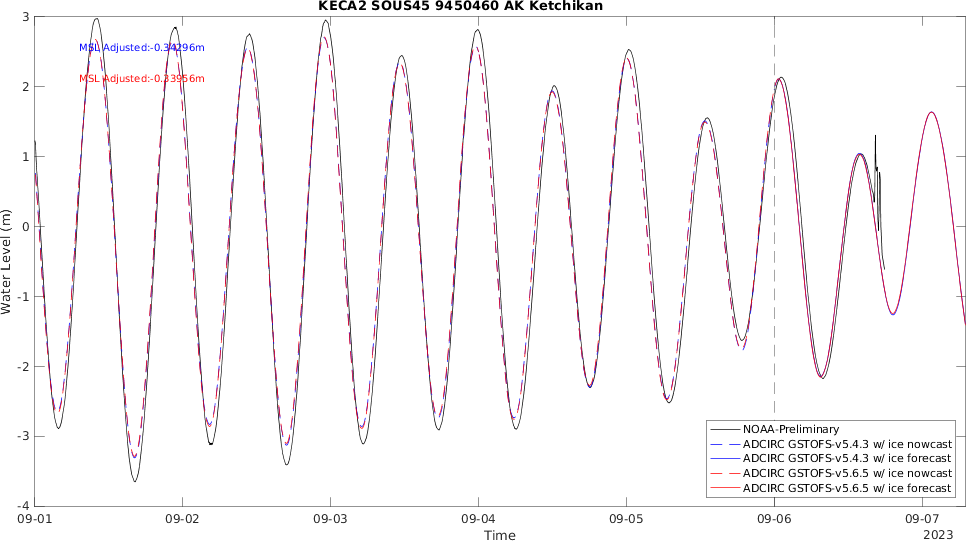 KECA2 SOUS45 9450460 AK Ketchikan
MSL Adjusted:-0.34296m
MSL Adjusted:-0.33956m
Water Level (m)
3
2
1
0
-1
-2
-3
-4
NOAA-Preliminary
ADCIRC GSTOFS-v5.4.3 w/ ice nowcast
ADCIRC GSTOFS-v5.4.3 w/ ice forecast
ADCIRC GSTOFS-v5.6.5 w/ ice nowcast
ADCIRC GSTOFS-v5.6.5 w/ ice forecast
09-01 09-02 09-03 09-04 09-05 09-06 09-07
Time
2023